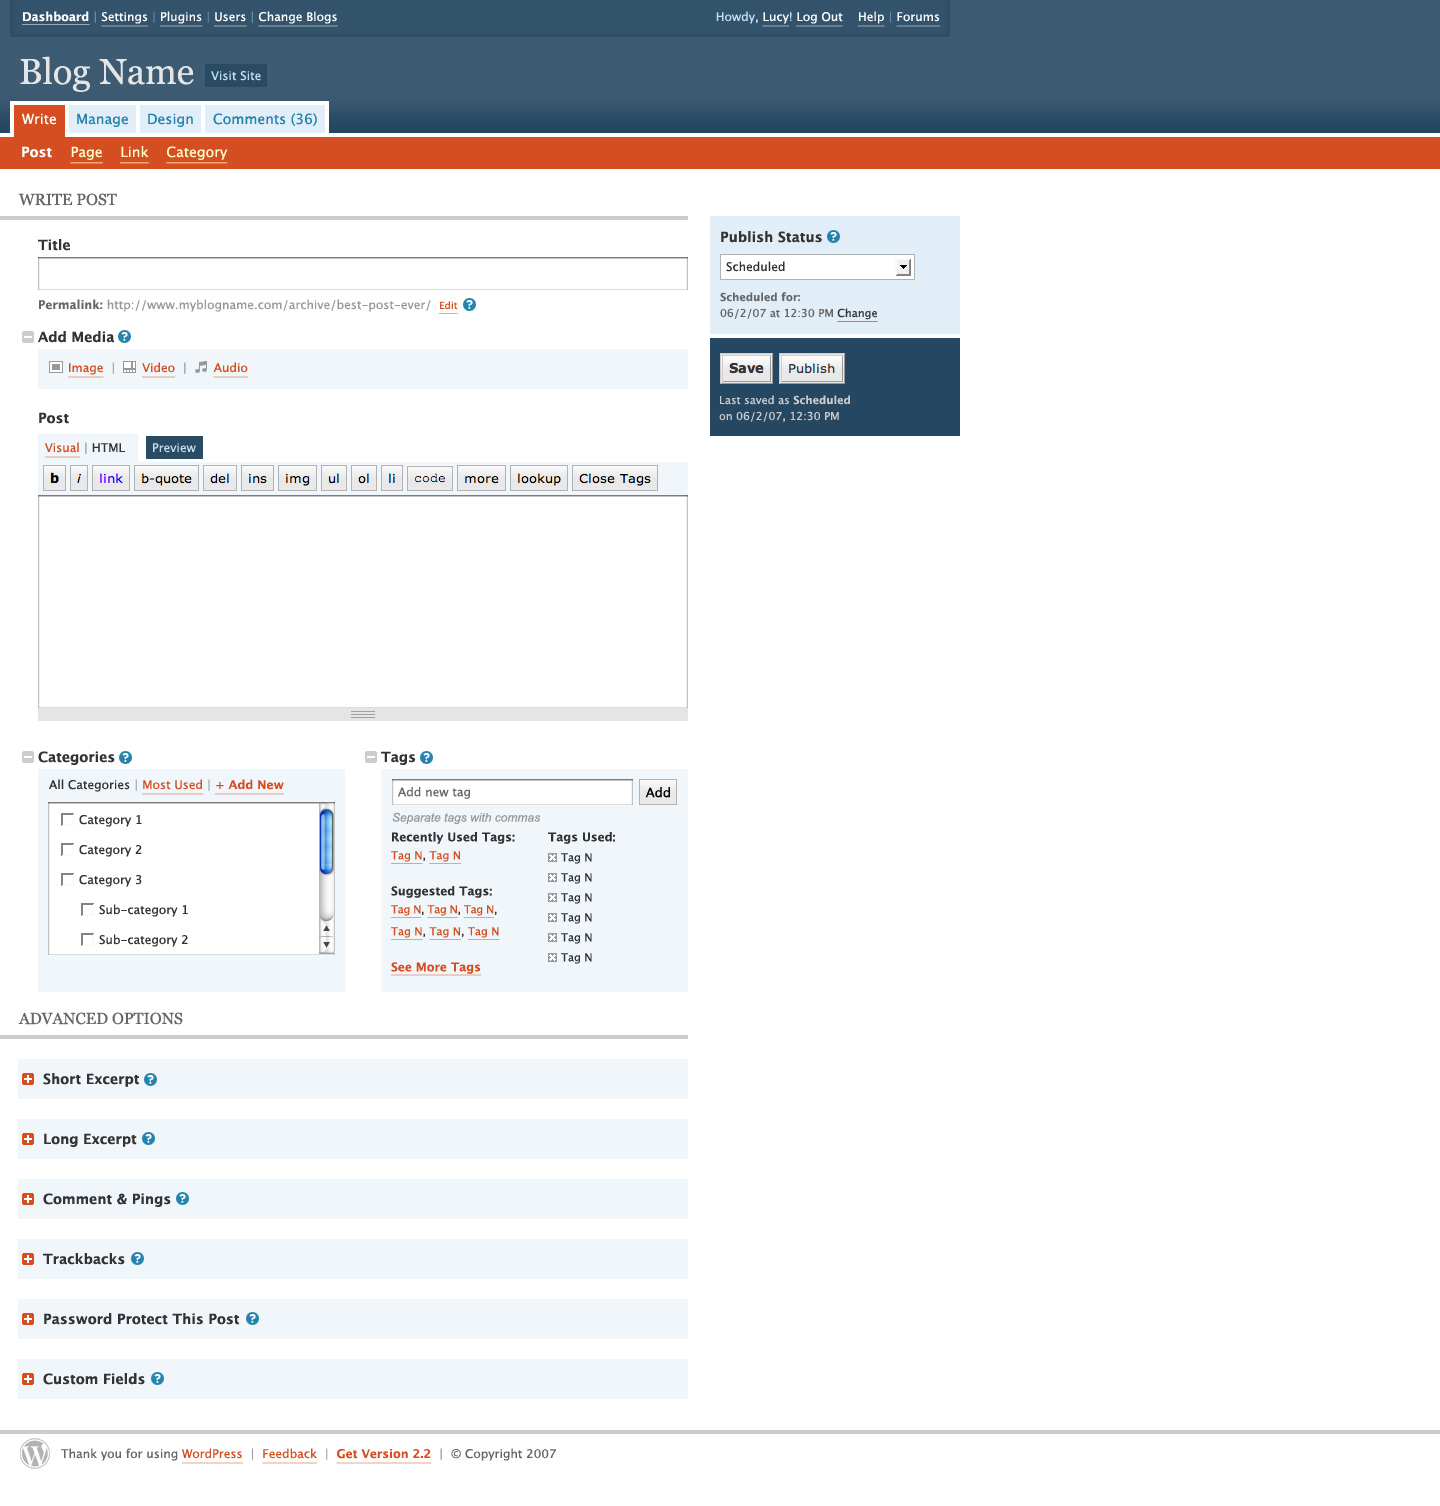 Dashboard | Settings | Plugins | Users | Change Blogs
Howdy, Lucy! Log Out Help | Forums
Blog Name Visit Site
Write Manage Design Comments (36)
Post Page Link Category
WRITE POST
Title
Permalink: http://www.myblogname.com/archive/best-post-ever/ Edit ?
Add Media ?
Image | Video | Audio
Post
Visual | HTML Preview
b i link b-quote del ins img ul ol li code more lookup Close Tags
Publish Status ?
Scheduled
Scheduled for:
06/2/07 at 12:30 PM Change
Save Publish
Last saved as Scheduled
on 06/2/07, 12:30 PM
Categories ?
All Categories | Most Used | + Add New
Category 1
Category 2
Category 3
Sub-category 1
Sub-category 2
Tags ?
Add new tag Add
Separate tags with commas
Recently Used Tags:
Tag N, Tag N
Suggested Tags:
Tag N, Tag N, Tag N,
Tag N, Tag N, Tag N
See More Tags
Tags Used:
Tag N
Tag N
Tag N
Tag N
Tag N
Tag N
ADVANCED OPTIONS
Short Excerpt ?
Long Excerpt ?
Comment & Pings ?
Trackbacks ?
Password Protect This Post ?
Custom Fields ?
W Thank you for using WordPress | Feedback | Get Version 2.2 | © Copyright 2007